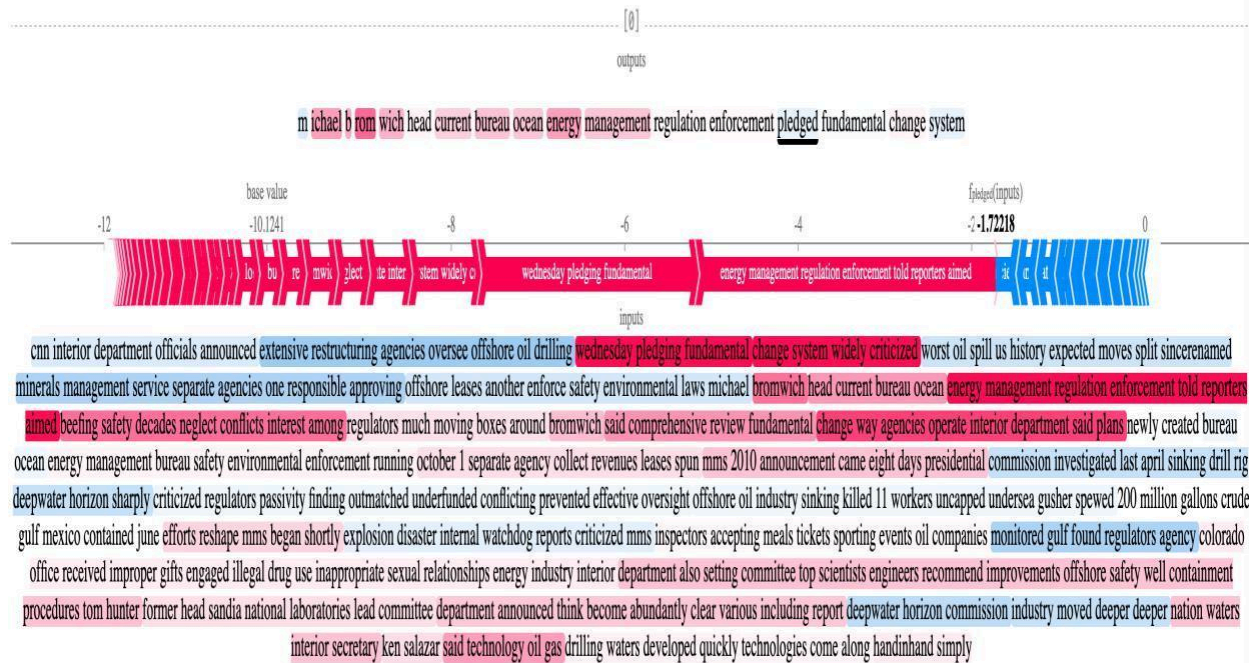 [0]
outputs
m ichael b rom wich head current bureau ocean energy management regulation enforcement pledged fundamental change system
base value
f pledged(inputs)
-12 -10.1241 -8 -6 -4 -2 -1.72218 0
bu re glect te inter stem widely wednesday pledging fundamental energy management regulation enforcement told reporters aimed
inputs
cnn interior department officials announced extensive restructuring agencies oversee offshore oil drilling wednesday pledging fundamental change system widely criticized worst oil spill us history expected moves split sincerenamed
minerals management service separate agencies one responsible approving offshore leases another enforce safety environmental laws michael bromwich head current bureau ocean energy management regulation enforcement told reporters
aimed beefing safety decades neglect conflicts interest among regulators much moving boxes around bromwich said comprehensive review fundamental change way agencies operate interior department said plans newly created bureau
ocean energy management bureau safety environmental enforcement running october 1 separate agency collect revenues leases spun mms 2010 announcement came eight days presidential commission investigated last april sinking drill rig
deepwater horizon sharply criticized regulators passivity finding outmatched underfunded conflicting prevented effective oversight offshore oil industry sinking killed 11 workers uncapped undersea gusher spewed 200 million gallons crude
gulf mexico contained june efforts reshape mms began shortly explosion disaster internal watchdog reports criticized mms inspectors accepting meals tickets sporting events oil companies monitored gulf found regulators agency colorado
office received improper gifts engaged illegal drug use inappropriate sexual relationships energy industry interior department also setting committee top scientists engineers recommend improvements offshore safety well containment
procedures tom hunter former head sandia national laboratories lead committee department announced think become abundantly clear various including report deepwater horizon commission industry moved deeper deeper nation waters
interior secretary ken salazar said technology oil gas drilling waters developed quickly technologies come along handinhand simply